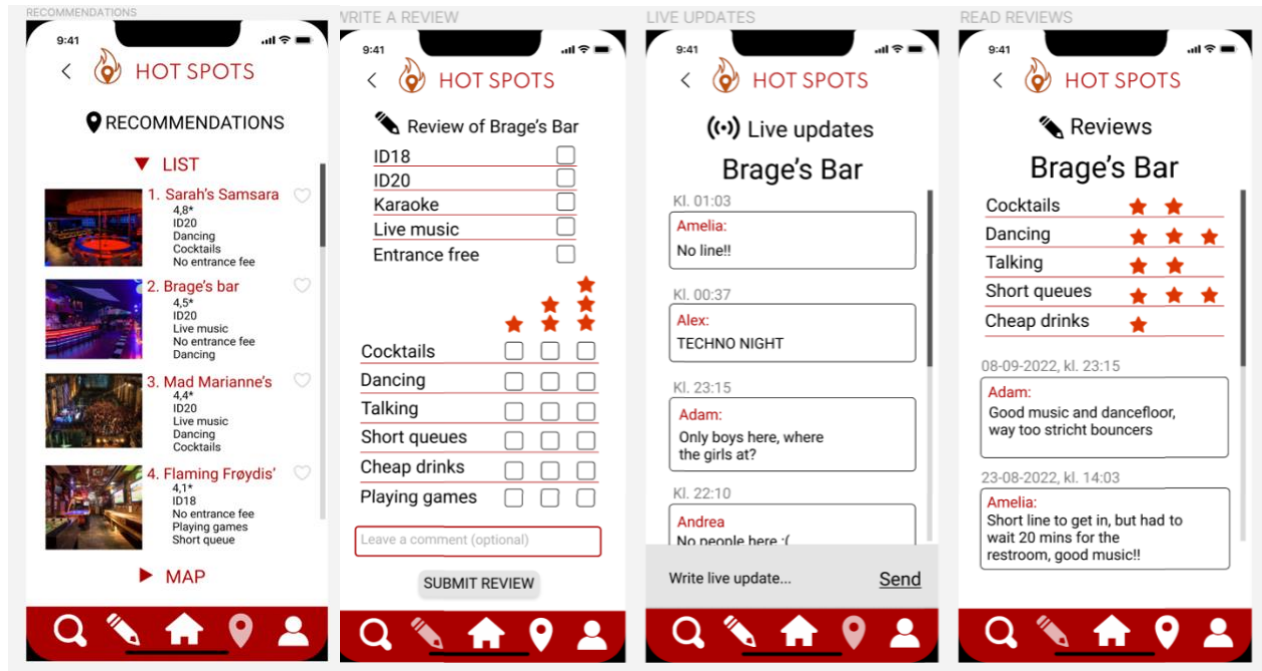 RECOMMENDATIONS
9:41
HOT SPOTS
RECOMMENDATIONS
LIST
1. Sarah's Samsara
4,8*
ID20
Dancing
Cocktails
No entrance fee
2. Brage's bar
4,5*
ID20
Live music
No entrance fee
Dancing
3. Mad Marianne's
4,4*
ID20
Live music
Dancing
Cocktails
4. Flaming Frøydis'
4,1*
ID18
No entrance fee
Playing games
Short queue
MAP
WRITE A REVIEW
9:41
HOT SPOTS
Review of Brage's Bar
ID18
ID20
Karaoke
Live music
Entrance free
Cocktails
Dancing
Talking
Short queues
Cheap drinks
Playing games
Leave a comment (optional)
SUBMIT REVIEW
LIVE UPDATES
9:41
HOT SPOTS
Live updates
Brage's Bar
Kl. 01:03
Amelia:
No line!!
Kl. 00:37
Alex:
TECHNO NIGHT
Kl. 23:15
Adam:
Only boys here, where
the girls at?
Kl. 22:10
Andrea
No people here :(
Write live update... Send
READ REVIEWS
9:41
HOT SPOTS
Reviews
Brage's Bar
Cocktails
Dancing
Talking
Short queues
Cheap drinks
08-09-2022, kl. 23:15
Adam:
Good music and dancefloor,
way too stricht bouncers
23-08-2022, kl. 14:03
Amelia:
Short line to get in, but had to
wait 20 mins for the
restroom, good music!!